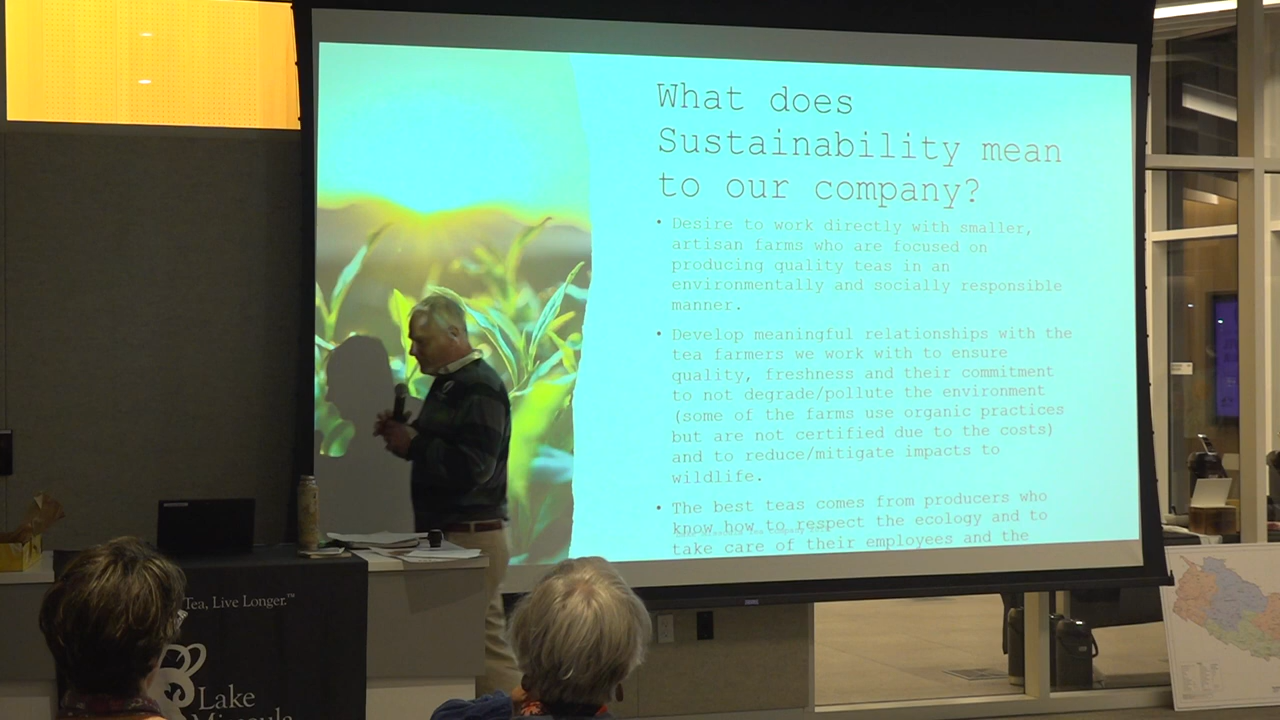 What does
Sustainability mean
to our company?
• Desire to work directly with smaller,
artisan farms who are focused on
producing quality teas in an
environmentally and socially responsible
manner.
• Develop meaningful relationships with the
tea farmers we work with to ensure
quality, freshness and their commitment
to not degrade/pollute the environment
(some of the farms use organic practices
but are not certified due to the costs)
and to reduce/mitigate impacts to
wildlife.
• The best teas comes from producers who
know how to respect the ecology and to
take care of their employees and the
Tea, Live Longer.™
Lake
Missoula